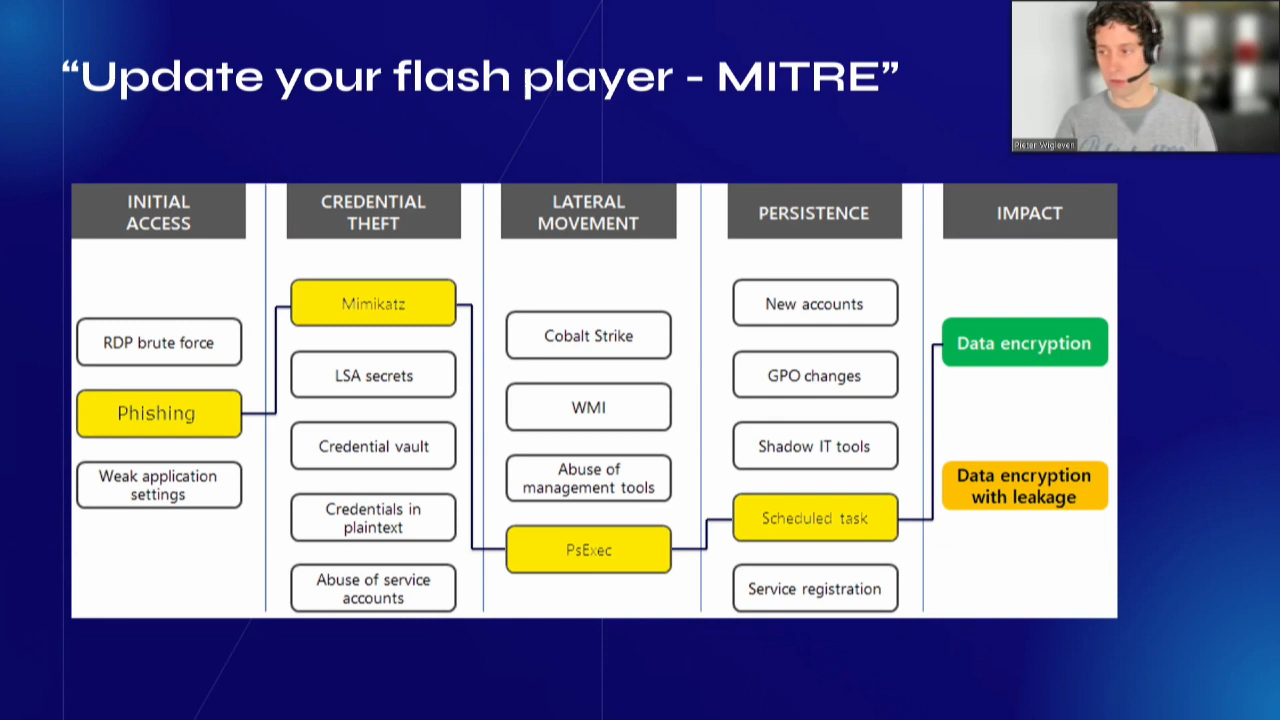 “Update your flash player - MITRE”
Pieter Wigleven
INITIAL
ACCESS
RDP brute force
Phishing
Weak application
settings
CREDENTIAL
THEFT
Mimikatz
LSA secrets
Credential vault
Credentials in
plaintext
Abuse of service
accounts
LATERAL
MOVEMENT
Cobalt Strike
WMI
Abuse of
management tools
PsExec
PERSISTENCE
New accounts
GPO changes
Shadow IT tools
Scheduled task
Service registration
IMPACT
Data encryption
Data encryption
with leakage